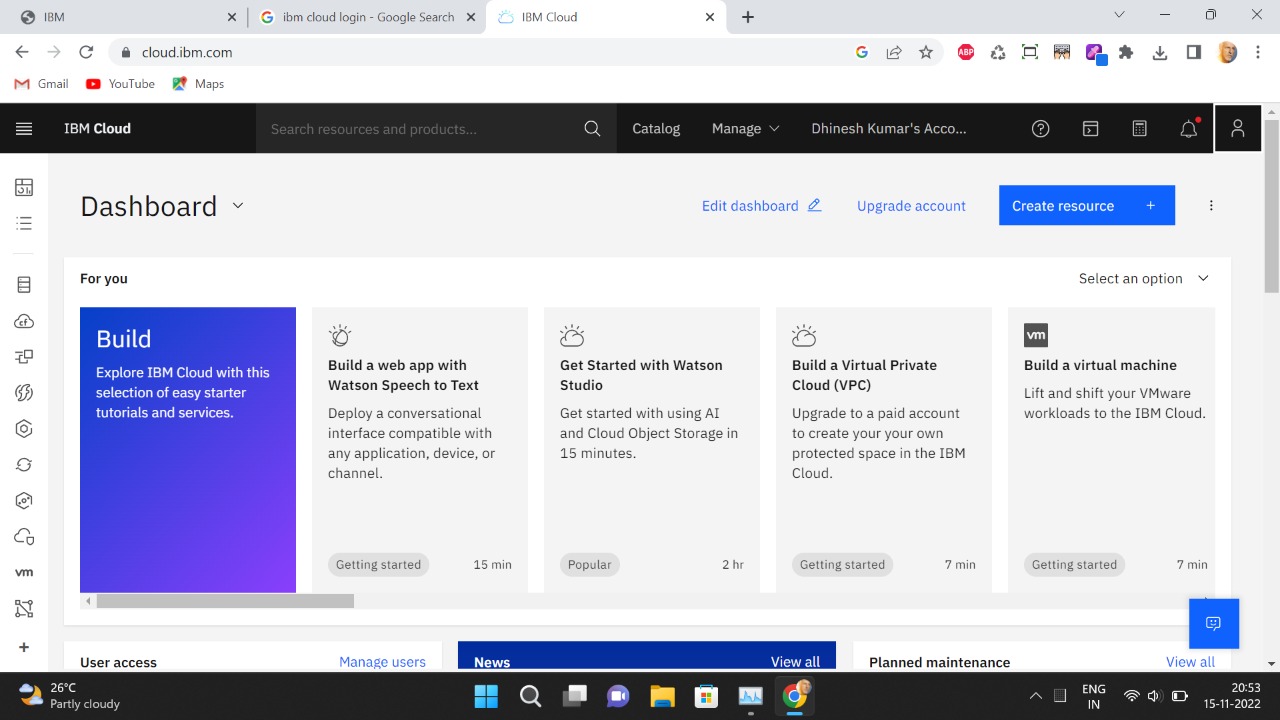 IBM
ibm cloud login - Google Search
IBM Cloud
cloud.ibm.com
ABP
Gmail
YouTube
Maps
IBM Cloud
Search resources and products...
Catalog
Manage
Dhinesh Kumar's Acco...
Dashboard
Edit dashboard
Upgrade account
Create resource +
For you
Select an option
Build
Explore IBM Cloud with this
selection of easy starter
tutorials and services.
Build a web app with
Watson Speech to Text
Deploy a conversational
interface compatible with
any application, device, or
channel.
Getting started
15 min
Get Started with Watson
Studio
Get started with using AI
and Cloud Object Storage in
15 minutes.
Popular
2 hr
Build a Virtual Private
Cloud (VPC)
Upgrade to a paid account
to create your your own
protected space in the IBM
Cloud.
Getting started
7 min
vm
Build a virtual machine
Lift and shift your VMware
workloads to the IBM Cloud.
Getting started
7 min
cf
vm
User access
Manage users
News
View all
Planned maintenance
View all
26°C
Partly cloudy
ENG
IN
20:53
15-11-2022